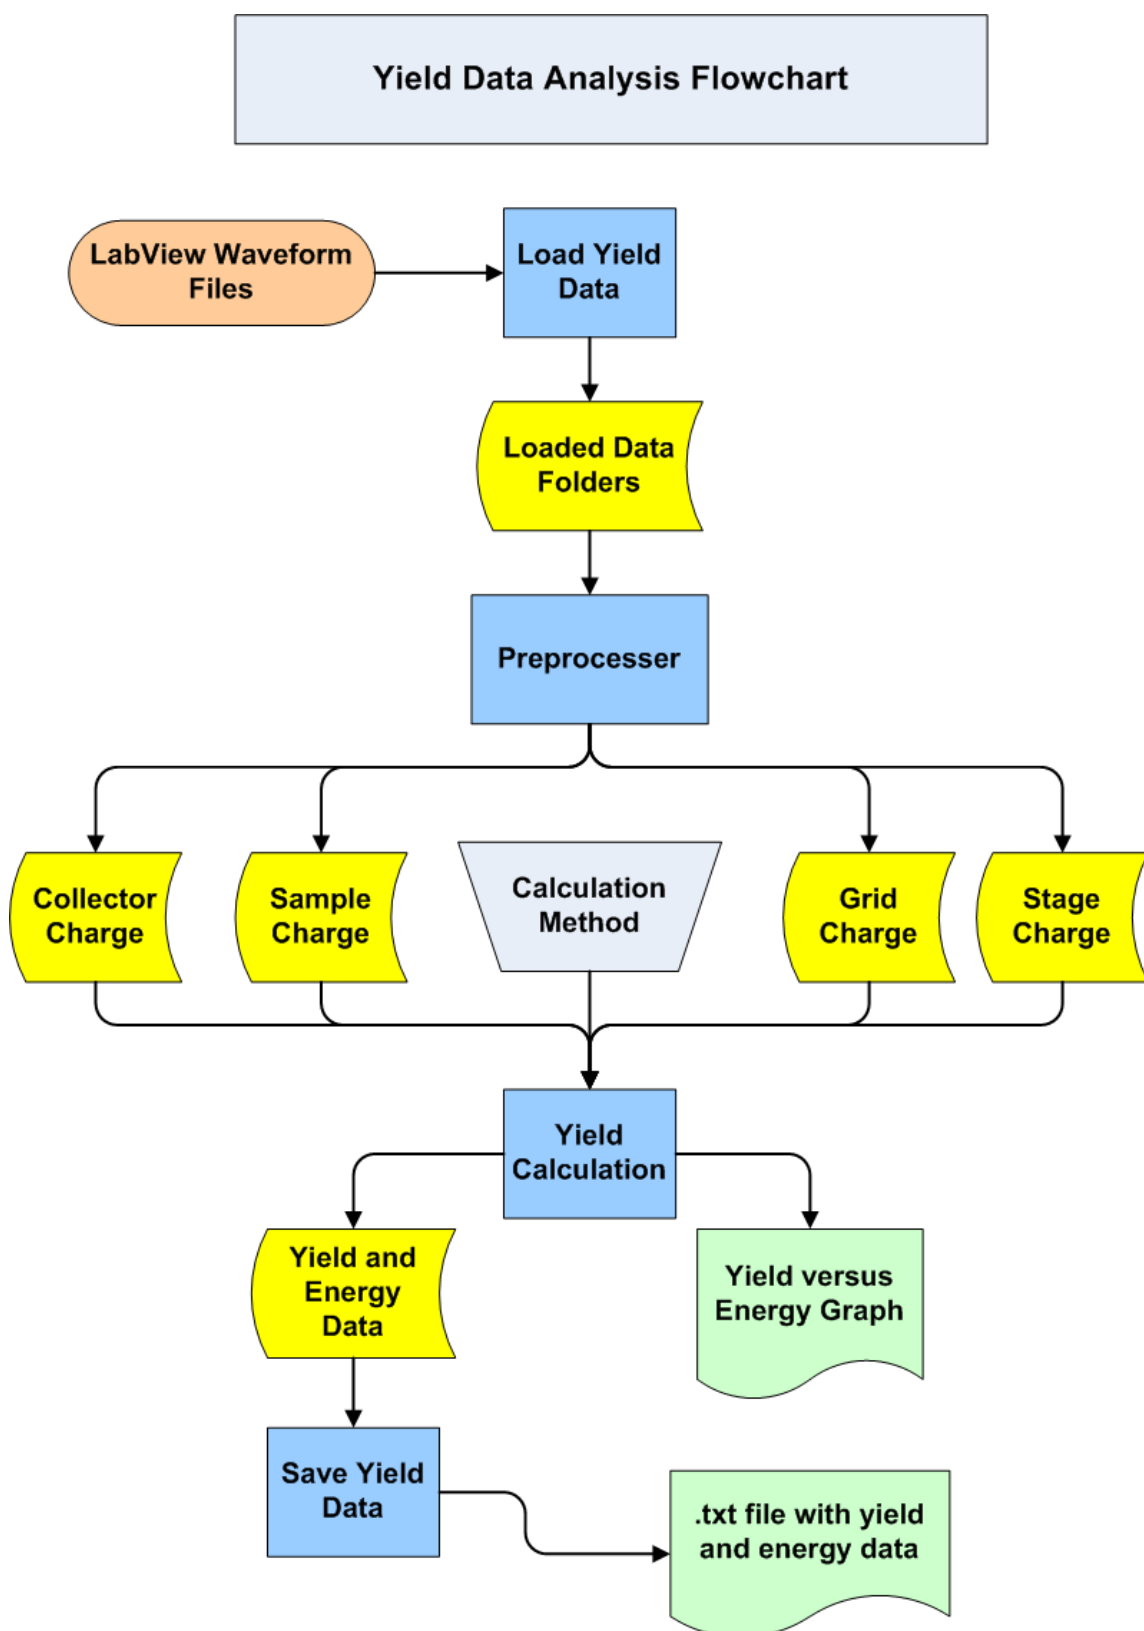 Yield Data Analysis Flowchart
LabView Waveform
Files
Load Yield
Data
Loaded Data
Folders
Preprocesser
Collector
Charge
Sample
Charge
Calculation
Method
Grid
Charge
Stage
Charge
Yield
Calculation
Yield and
Energy
Data
Yield versus
Energy Graph
Save Yield
Data
.txt file with yield
and energy data